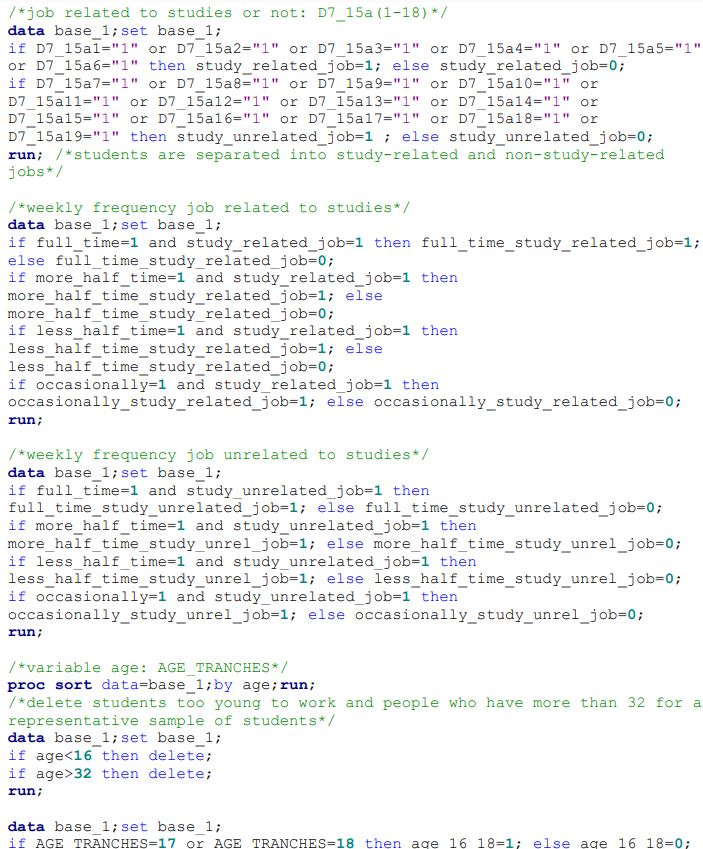 /*job related to studies or not: D7_15a(1-18)*/
data base_1;set base_1;
if D7_15a1="1" or D7_15a2="1" or D7_15a3="1" or D7_15a4="1" or D7_15a5="1"
or D7_15a6="1" then study_related_job=1; else study_related_job=0;
if D7_15a7="1" or D7_15a8="1" or D7_15a9="1" or D7_15a10="1" or
D7_15a11="1" or D7_15a12="1" or D7_15a13="1" or D7_15a14="1" or
D7_15a15="1" or D7_15a16="1" or D7_15a17="1" or D7_15a18="1" or
D7_15a19="1" then study_unrelated_job=1 ; else study_unrelated_job=0;
run; /*students are separated into study-related and non-study-related
jobs*/
/*weekly frequency job related to studies*/
data base_1;set base_1;
if full_time=1 and study_related_job=1 then full_time_study_related_job=1;
else full_time_study_related_job=0;
if more_half_time=1 and study_related_job=1 then
more_half_time_study_related_job=1; else
more_half_time_study_related_job=0;
if less_half_time=1 and study_related_job=1 then
less_half_time_study_related_job=1; else
less_half_time_study_related_job=0;
if occasionally=1 and study_related_job=1 then
occasionally_study_related_job=1; else occasionally_study_related_job=0;
run;
/*weekly frequency job unrelated to studies*/
data base_1;set base_1;
if full_time=1 and study_unrelated_job=1 then
full_time_study_unrelated_job=1; else full_time_study_unrelated_job=0;
if more_half_time=1 and study_unrelated_job=1 then
more_half_time_study_unrel_job=1; else more_half_time_study_unrel_job=0;
if less_half_time=1 and study_unrelated_job=1 then
less_half_time_study_unrel_job=1; else less_half_time_study_unrel_job=0;
if occasionally=1 and study_unrelated_job=1 then
occasionally_study_unrel_job=1; else occasionally_study_unrel_job=0;
run;
/*variable age: AGE_TRANCHES*/
proc sort data=base_1;by age;run;
/*delete students too young to work and people who have more than 32 for a
representative sample of students*/
data base_1;set base_1;
if age<16 then delete;
if age>32 then delete;
run;
data base_1;set base_1;
if AGE_TRANCHES=17 or AGE_TRANCHES=18 then age_16_18=1; else age_16_18=0;